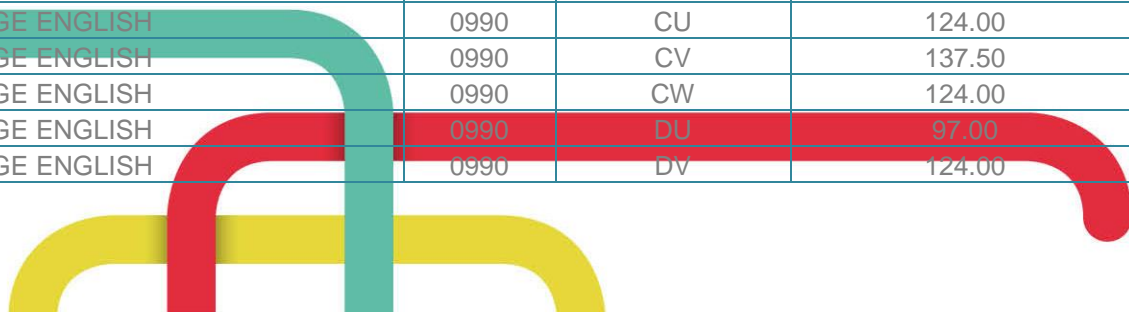 GE ENGLISH 0990 CU 124.00
GE ENGLISH 0990 CV 137.50
GE ENGLISH 0990 CW 124.00
GE ENGLISH 0990 DU 97.00
GE ENGLISH 0990 DV 124.00